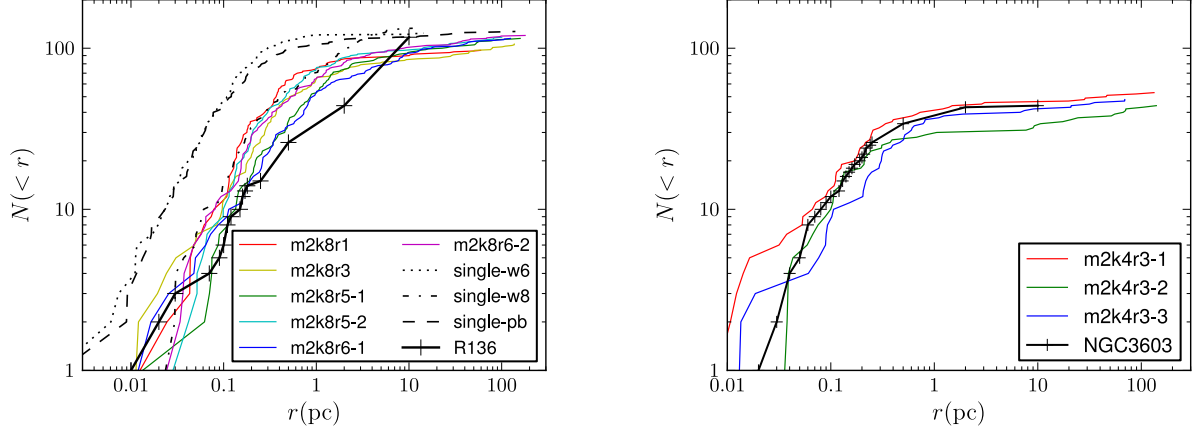 N(< r)
100
10
1
m2k8r1
m2k8r3
m2k8r5-1
m2k8r5-2
m2k8r6-1
m2k8r6-2
single-w6
single-w8
single-pb
R136
0.01 0.1 1 10 100
r(pc)
N(< r)
100
10
1
m2k4r3-1
m2k4r3-2
m2k4r3-3
NGC3603
0.01 0.1 1 10 100
r(pc)